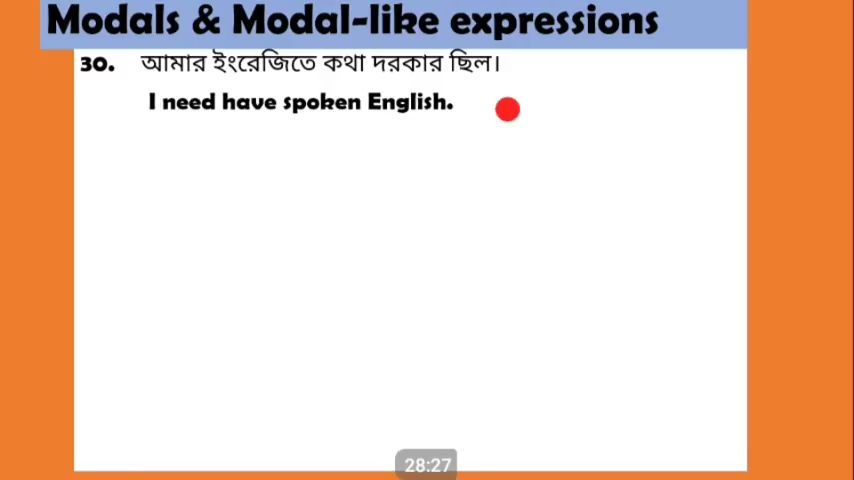 Modals & Modal-like expressions
30. আমার ইংরেজিতে কথা দরকার ছিল।
I need have spoken English.
28:27